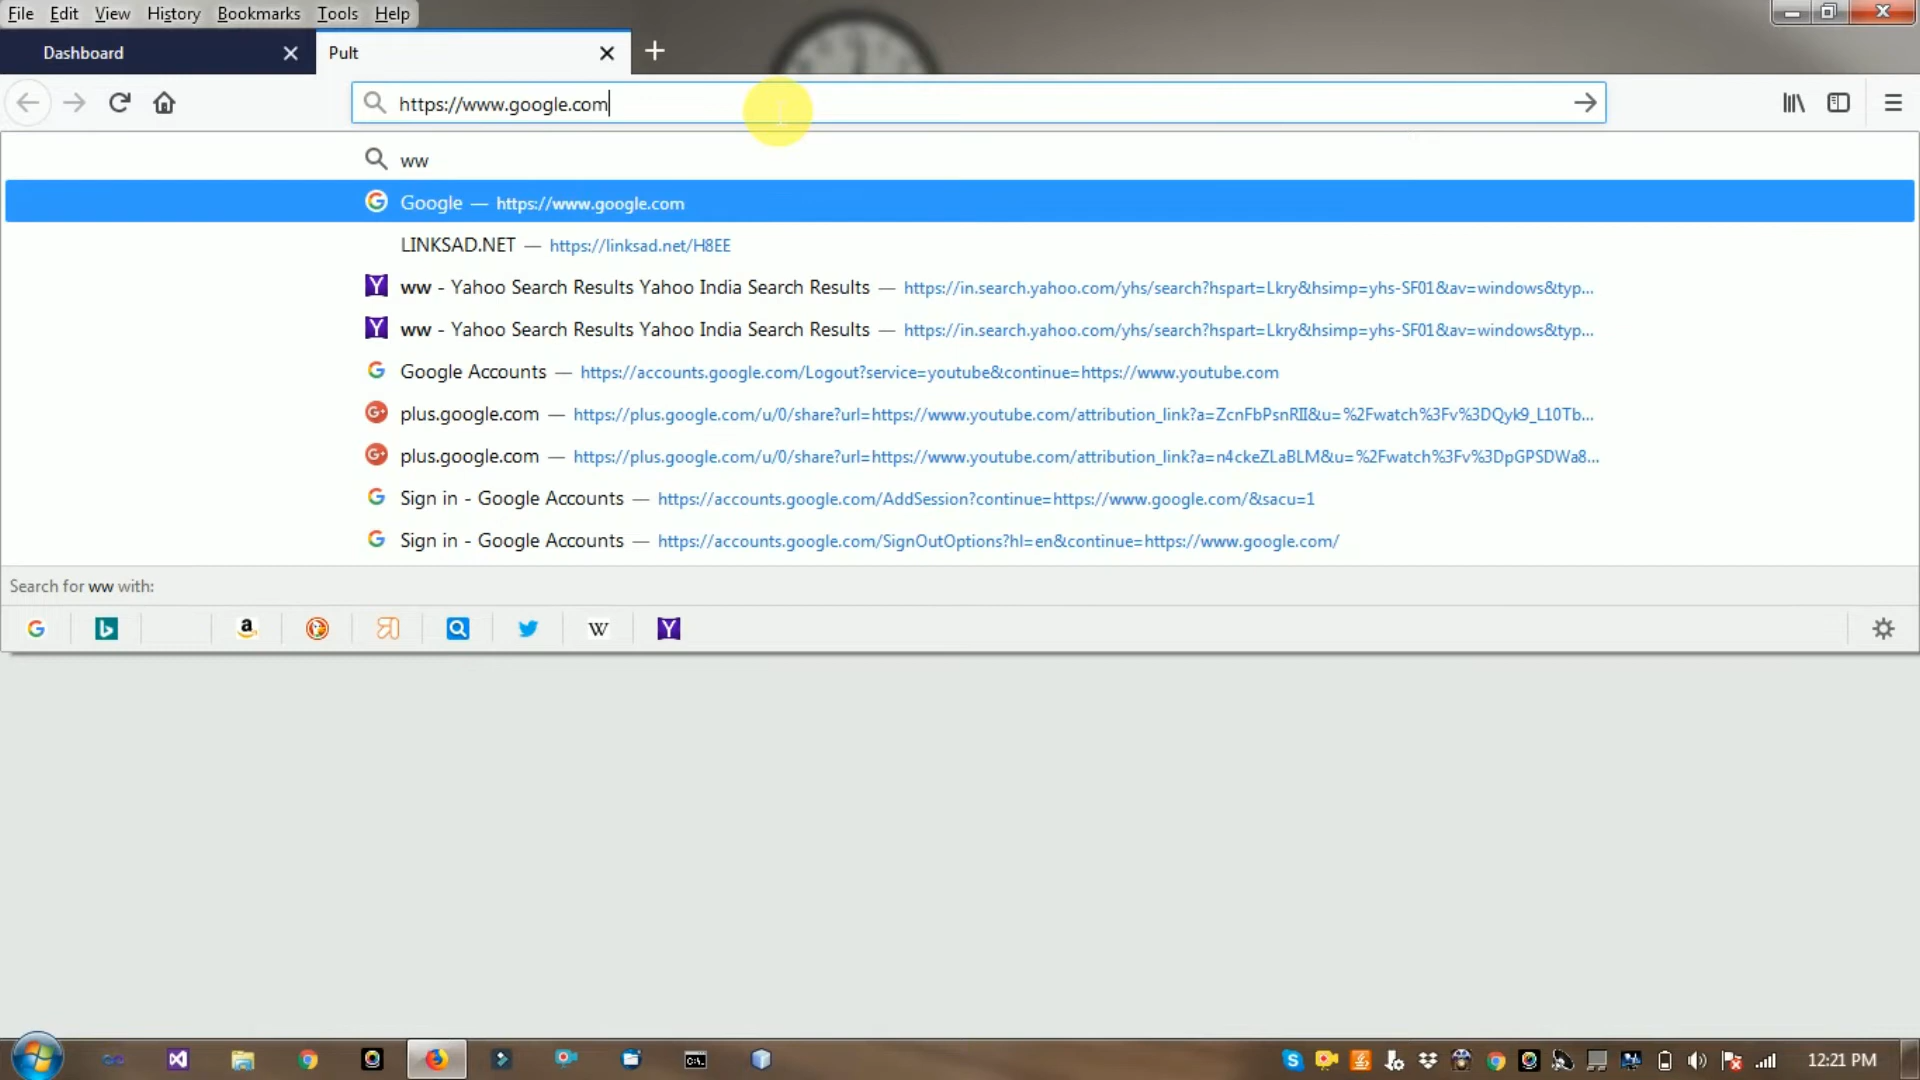 File Edit View History Bookmarks Tools Help
Dashboard Pult
https://www.google.com
ww
Google — https://www.google.com
LINKSAD.NET — https://linksad.net/H8EE
ww - Yahoo Search Results Yahoo India Search Results — https://in.search.yahoo.com/yhs/search?hspart=Lkry&hsimp=yhs-SF01&av=windows&typ...
ww - Yahoo Search Results Yahoo India Search Results — https://in.search.yahoo.com/yhs/search?hspart=Lkry&hsimp=yhs-SF01&av=windows&typ...
Google Accounts — https://accounts.google.com/Logout?service=youtube&continue=https://www.youtube.com
plus.google.com — https://plus.google.com/u/0/share?url=https://www.youtube.com/attribution_link?a=ZcnFbPsnRII&u=%2Fwatch%3Fv%3DQyk9_L10Tb...
plus.google.com — https://plus.google.com/u/0/share?url=https://www.youtube.com/attribution_link?a=n4ckeZLaBLM&u=%2Fwatch%3Fv%3DpGPSDWa8...
Sign in - Google Accounts — https://accounts.google.com/AddSession?continue=https://www.google.com/&sacu=1
Sign in - Google Accounts — https://accounts.google.com/SignOutOptions?hl=en&continue=https://www.google.com/
Search for ww with:
12:21 PM